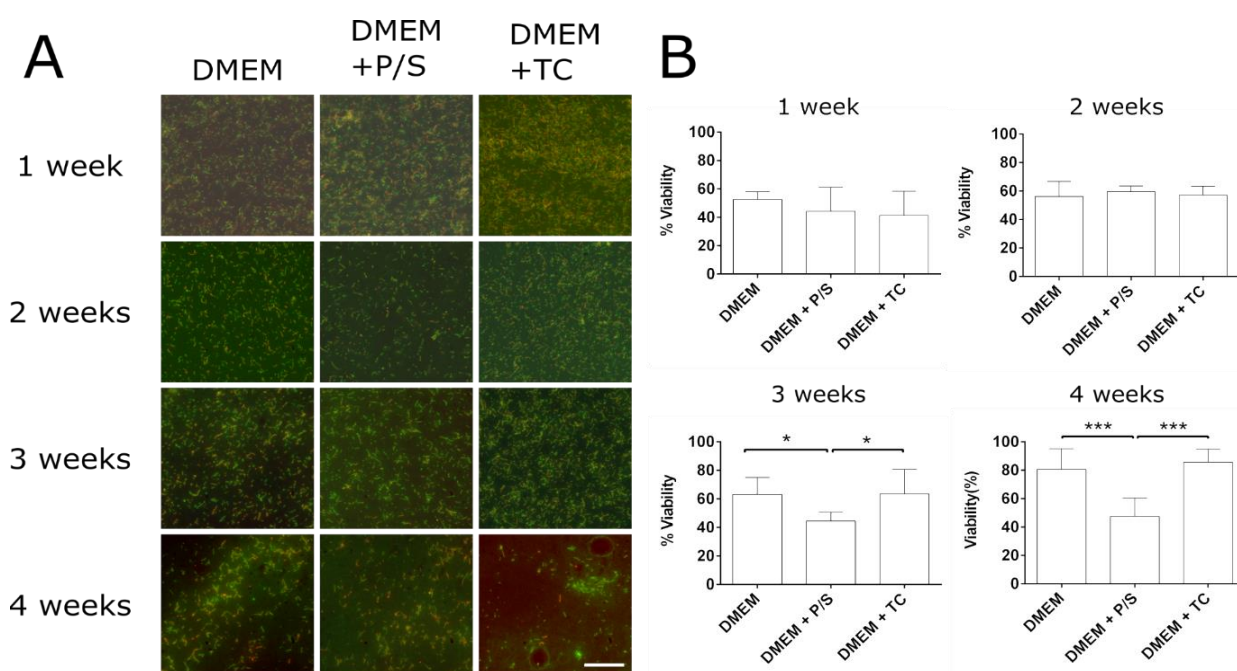 A
DMEM
DMEM
+P/S
DMEM
+TC
1 week
2 weeks
3 weeks
4 weeks
B
1 week
% Viability
100
80
60
40
20
0
DMEM
DMEM + P/S
DMEM + TC
2 weeks
% Viability
100
80
60
40
20
0
DMEM
DMEM + P/S
DMEM + TC
3 weeks
% Viability
100
80
60
40
20
0
*
*
DMEM
DMEM + P/S
DMEM + TC
4 weeks
Viability(%)
100
80
60
40
20
0
***
***
DMEM
DMEM + P/S
DMEM + TC